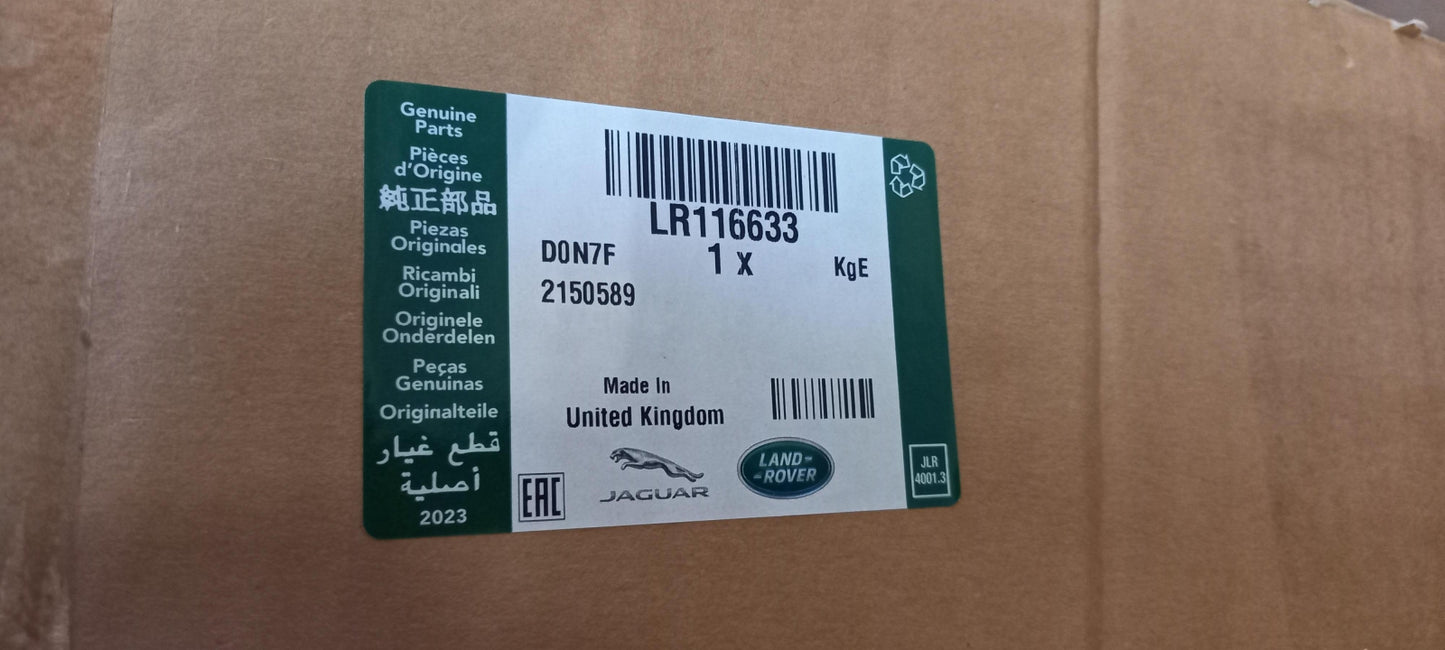 Genuine
Parts
Pièces
d'Origine
純正部品
Piezas
Originales
Ricambi
Originali
Originele
Onderdelen
Peças
Genuinas
Originalteile
قطع غيار
أصلية
2023
LR116633
D0N7F
1 x
KgE
2150589
Made In
United Kingdom
EAC
JAGUAR
LAND-
-ROVER
JLR
4001.3